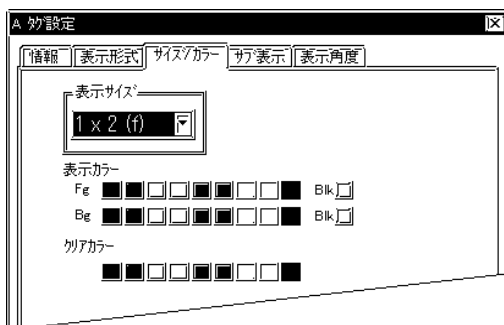 A ﾀｸﾞ設定
情報 表示形式 ｻｲｽﾞ/ｶﾗｰ ｻﾌﾞ表示 表示角度
表示ｻｲｽﾞ
1 x 2 (f)
表示ｶﾗｰ
Fg Blk
Bg Blk
ｸﾘｱｶﾗｰ